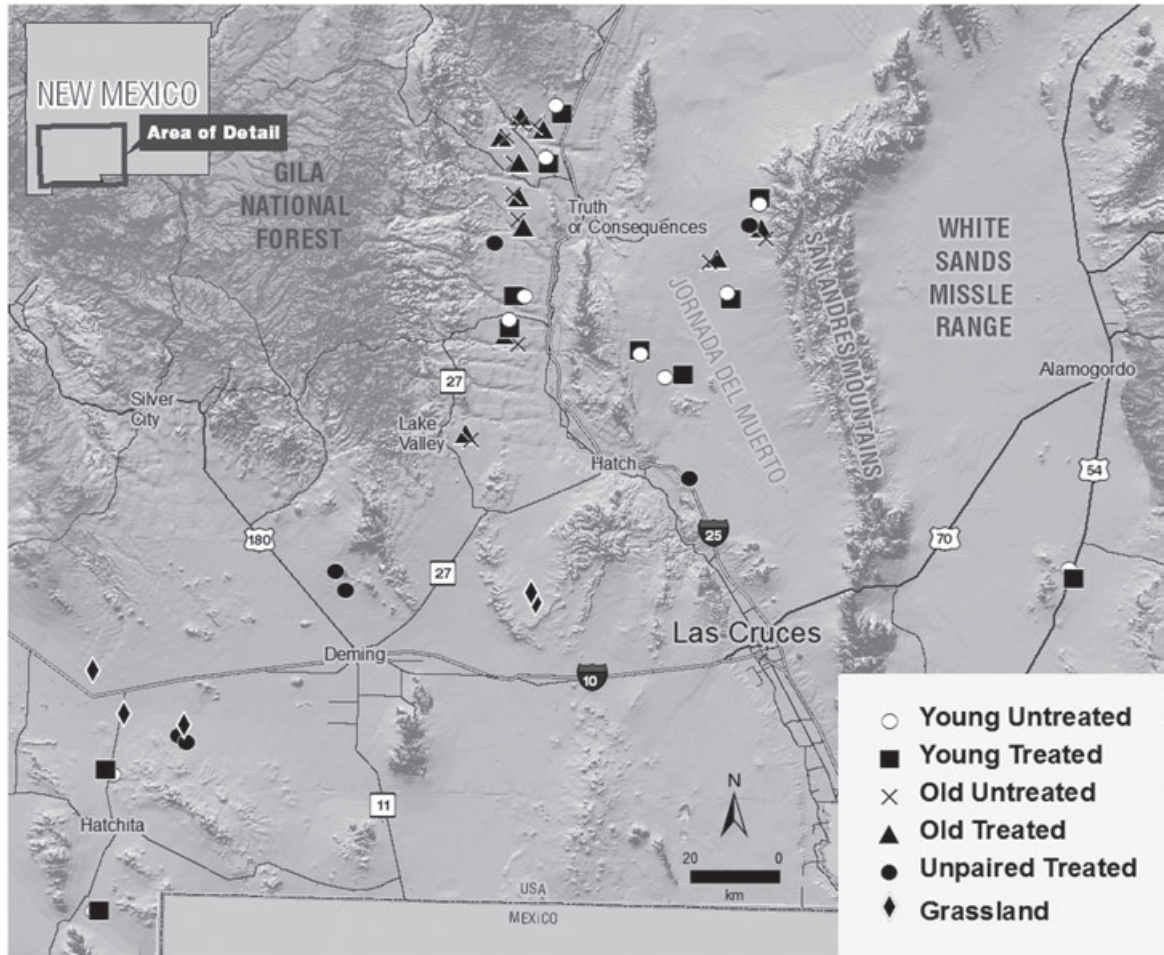 NEW MEXICO
Area of Detail
GILA
NATIONAL
FOREST
Truth
or Consequences
WHITE
SANDS
MISSLE
RANGE
SAN ANDRES MOUNTAINS
JORNADA DEL MUERTO
Alamogordo
Silver
City
27
Lake
Valley
Hatch
54
180
25
70
27
Las Cruces
Deming
10
11
Hatchita
N
20 0
km
USA
MEXICO
Young Untreated
Young Treated
Old Untreated
Old Treated
Unpaired Treated
Grassland